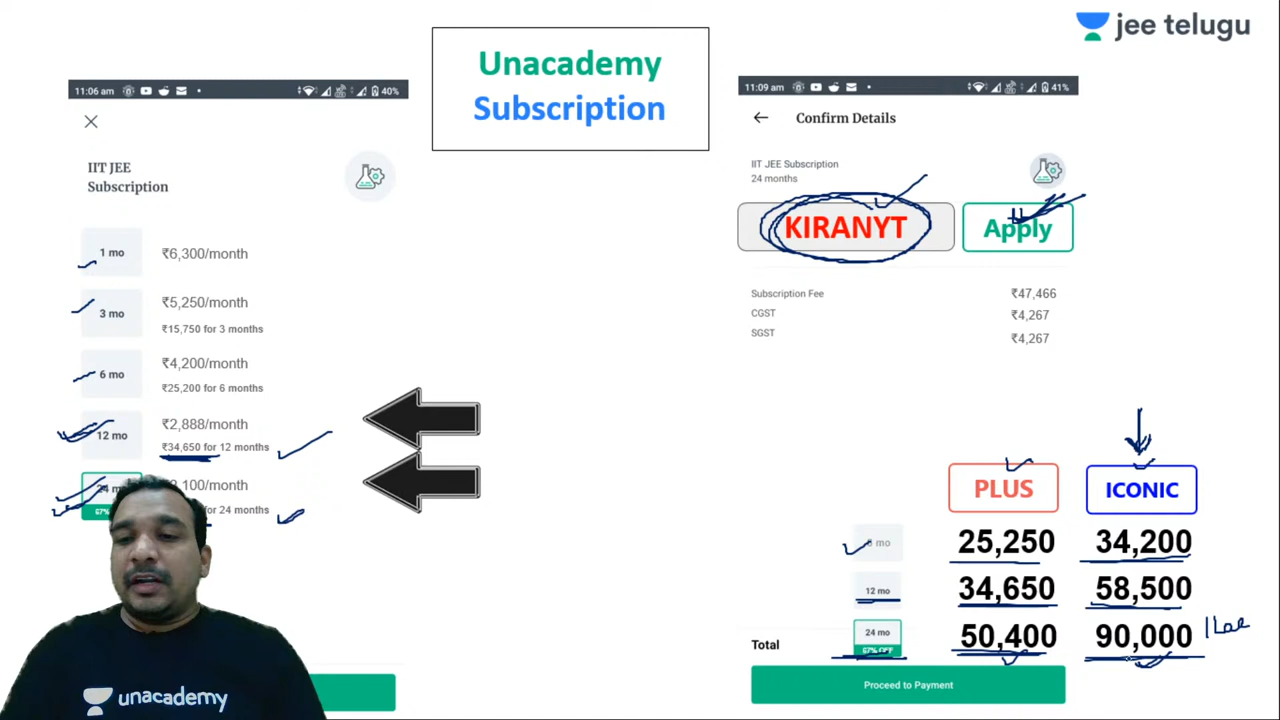 jee telugu
Unacademy
Subscription
11:06 am
40%
IIT JEE
Subscription
1 mo
₹6,300/month
3 mo
₹5,250/month
₹15,750 for 3 months
6 mo
₹4,200/month
₹25,200 for 6 months
12 mo
₹2,888/month
₹34,650 for 12 months
24
,100/month
for 24 months
67%
unacademy
11:09 am
41%
Confirm Details
IIT JEE Subscription
24 months
KIRANYT
Apply
Subscription Fee ₹47,466
CGST ₹4,267
SGST ₹4,267
PLUS ICONIC
mo 25,250 34,200
12 mo 34,650 58,500
24 mo 50,400 90,000
67% OFF
Total
Proceed to Payment